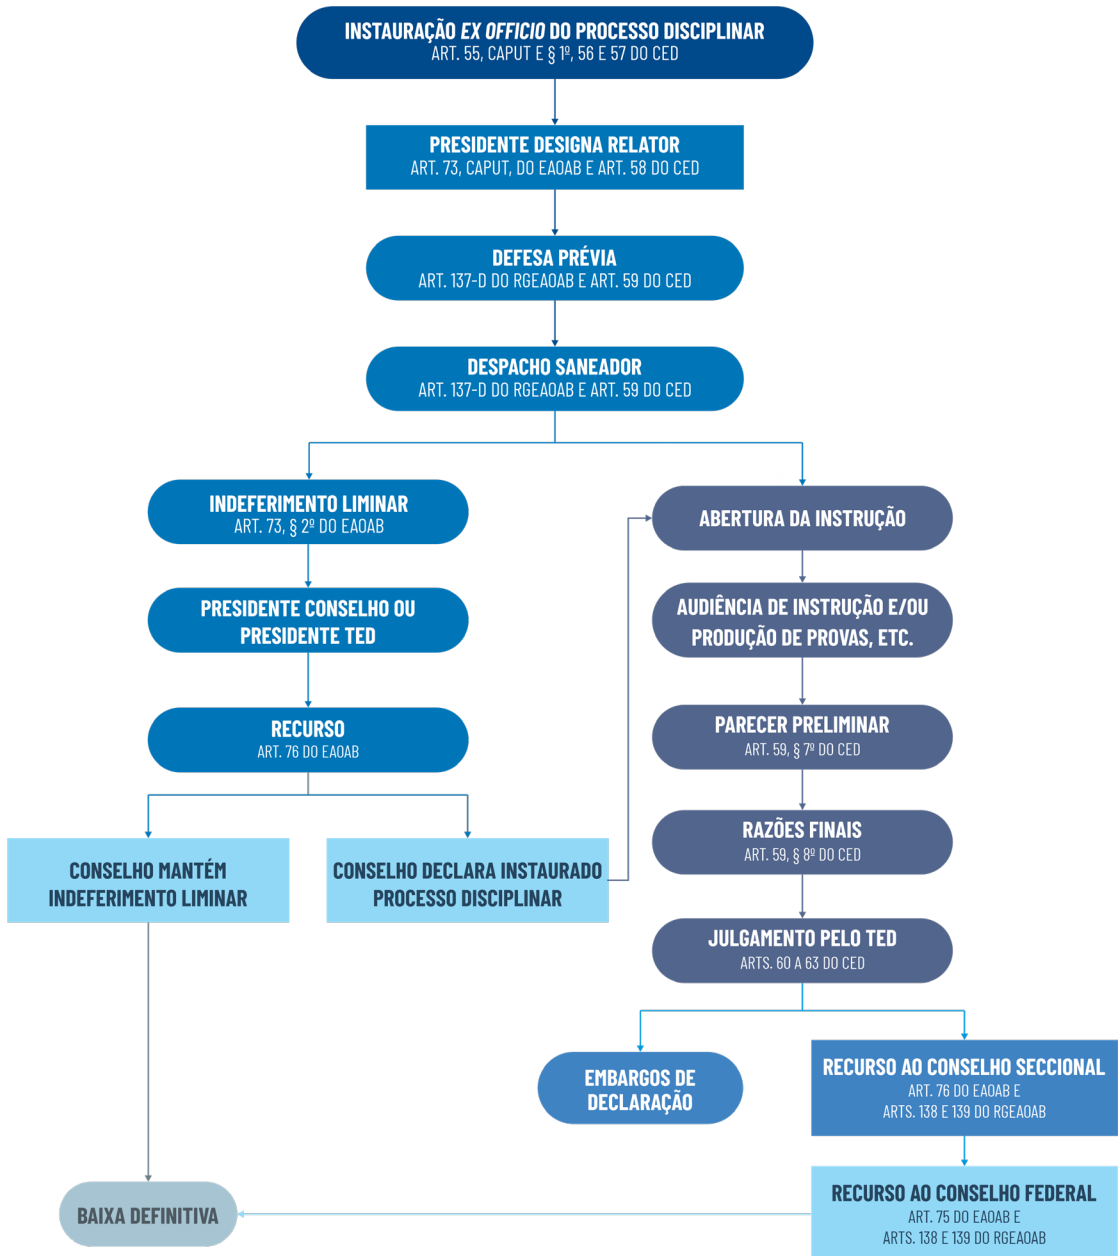 INSTAURAÇÃO EX OFFICIO DO PROCESSO DISCIPLINAR
ART. 55, CAPUT E § 1º, 56 E 57 DO CED
PRESIDENTE DESIGNA RELATOR
ART. 73, CAPUT, DO EAOAB E ART. 58 DO CED
DEFESA PRÉVIA
ART. 137-D DO RGEAOAB E ART. 59 DO CED
DESPACHO SANEADOR
ART. 137-D DO RGEAOAB E ART. 59 DO CED
INDEFERIMENTO LIMINAR
ART. 73, § 2º DO EAOAB
PRESIDENTE CONSELHO OU
PRESIDENTE TED
RECURSO
ART. 76 DO EAOAB
CONSELHO MANTÉM
INDEFERIMENTO LIMINAR
CONSELHO DECLARA INSTAURADO
PROCESSO DISCIPLINAR
ABERTURA DA INSTRUÇÃO
AUDIÊNCIA DE INSTRUÇÃO E/OU
PRODUÇÃO DE PROVAS, ETC.
PARECER PRELIMINAR
ART. 59, § 7º DO CED
RAZÕES FINAIS
ART. 59, § 8º DO CED
JULGAMENTO PELO TED
ARTS. 60 A 63 DO CED
EMBARGOS DE
DECLARAÇÃO
RECURSO AO CONSELHO SECCIONAL
ART. 76 DO EAOAB E
ARTS. 138 E 139 DO RGEAOAB
RECURSO AO CONSELHO FEDERAL
ART. 75 DO EAOAB E
ARTS. 138 E 139 DO RGEAOAB
BAIXA DEFINITIVA